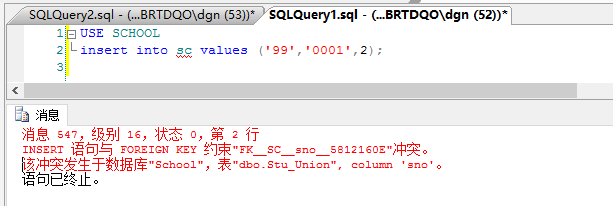 SQLQuery2.sql - (...BRTDQO\dgn (53))*
SQLQuery1.sql - (...BRTDQO\dgn (52))*
1 USE SCHOOL
2 insert into sc values ('99','0001',2);
3
消息
消息 547，级别 16，状态 0，第 2 行
INSERT 语句与 FOREIGN KEY 约束"FK__SC__sno__5812160E"冲突。
该冲突发生于数据库"School"，表"dbo.Stu_Union", column 'sno'。
语句已终止。